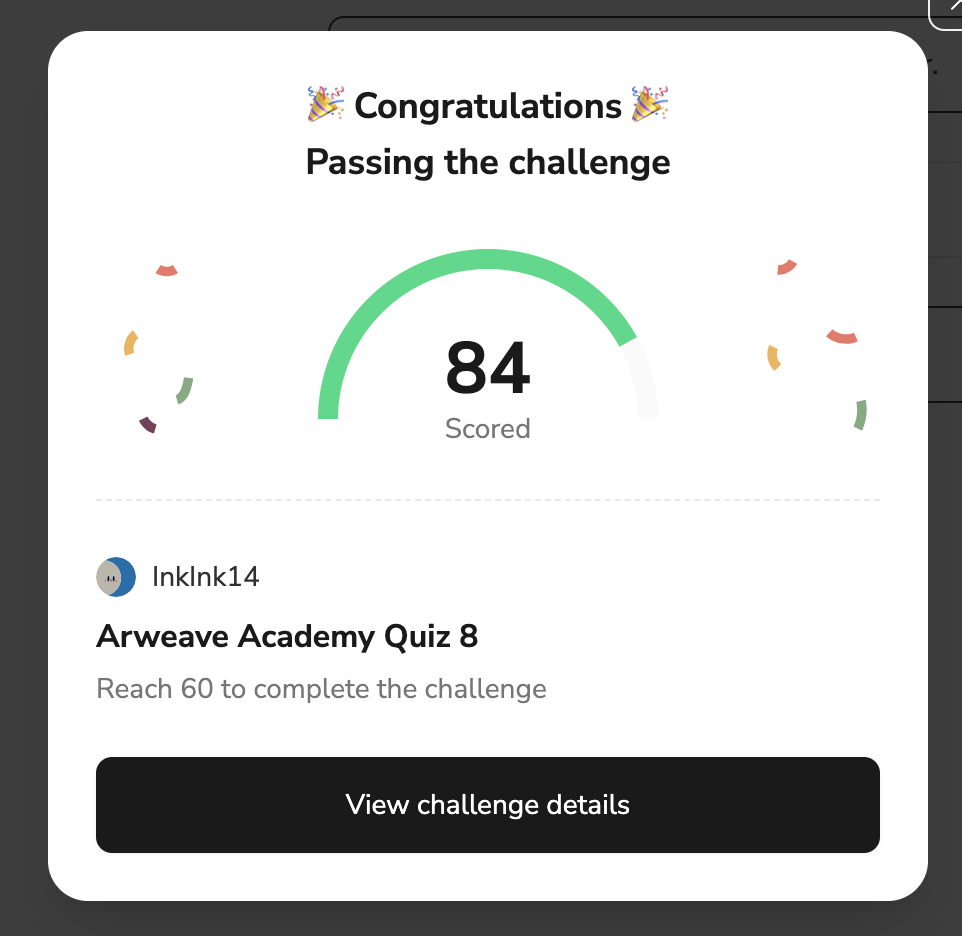 🎉 Congratulations 🎉
Passing the challenge
84
Scored
InkInk14
Arweave Academy Quiz 8
Reach 60 to complete the challenge
View challenge details